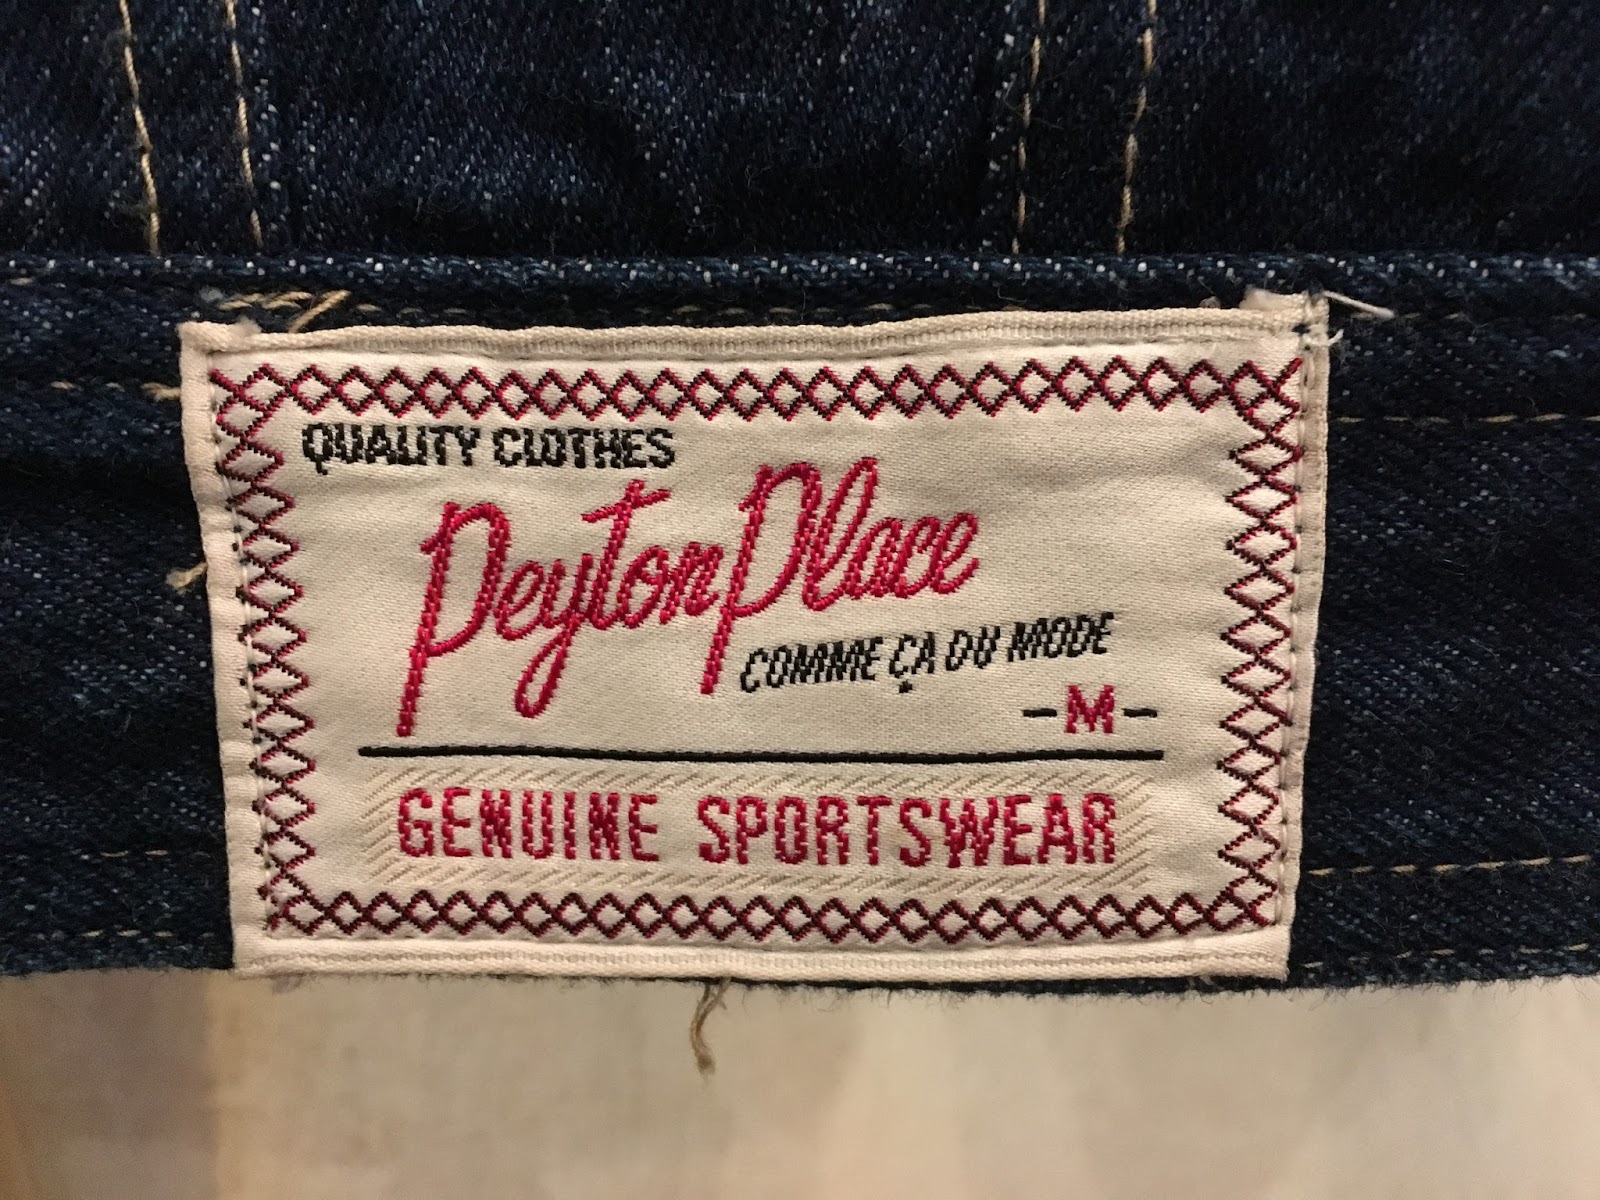 QUALITY CLOTHES
Peyton Place
COMME ÇA DU MODE
-M-
GENUINE SPORTSWEAR